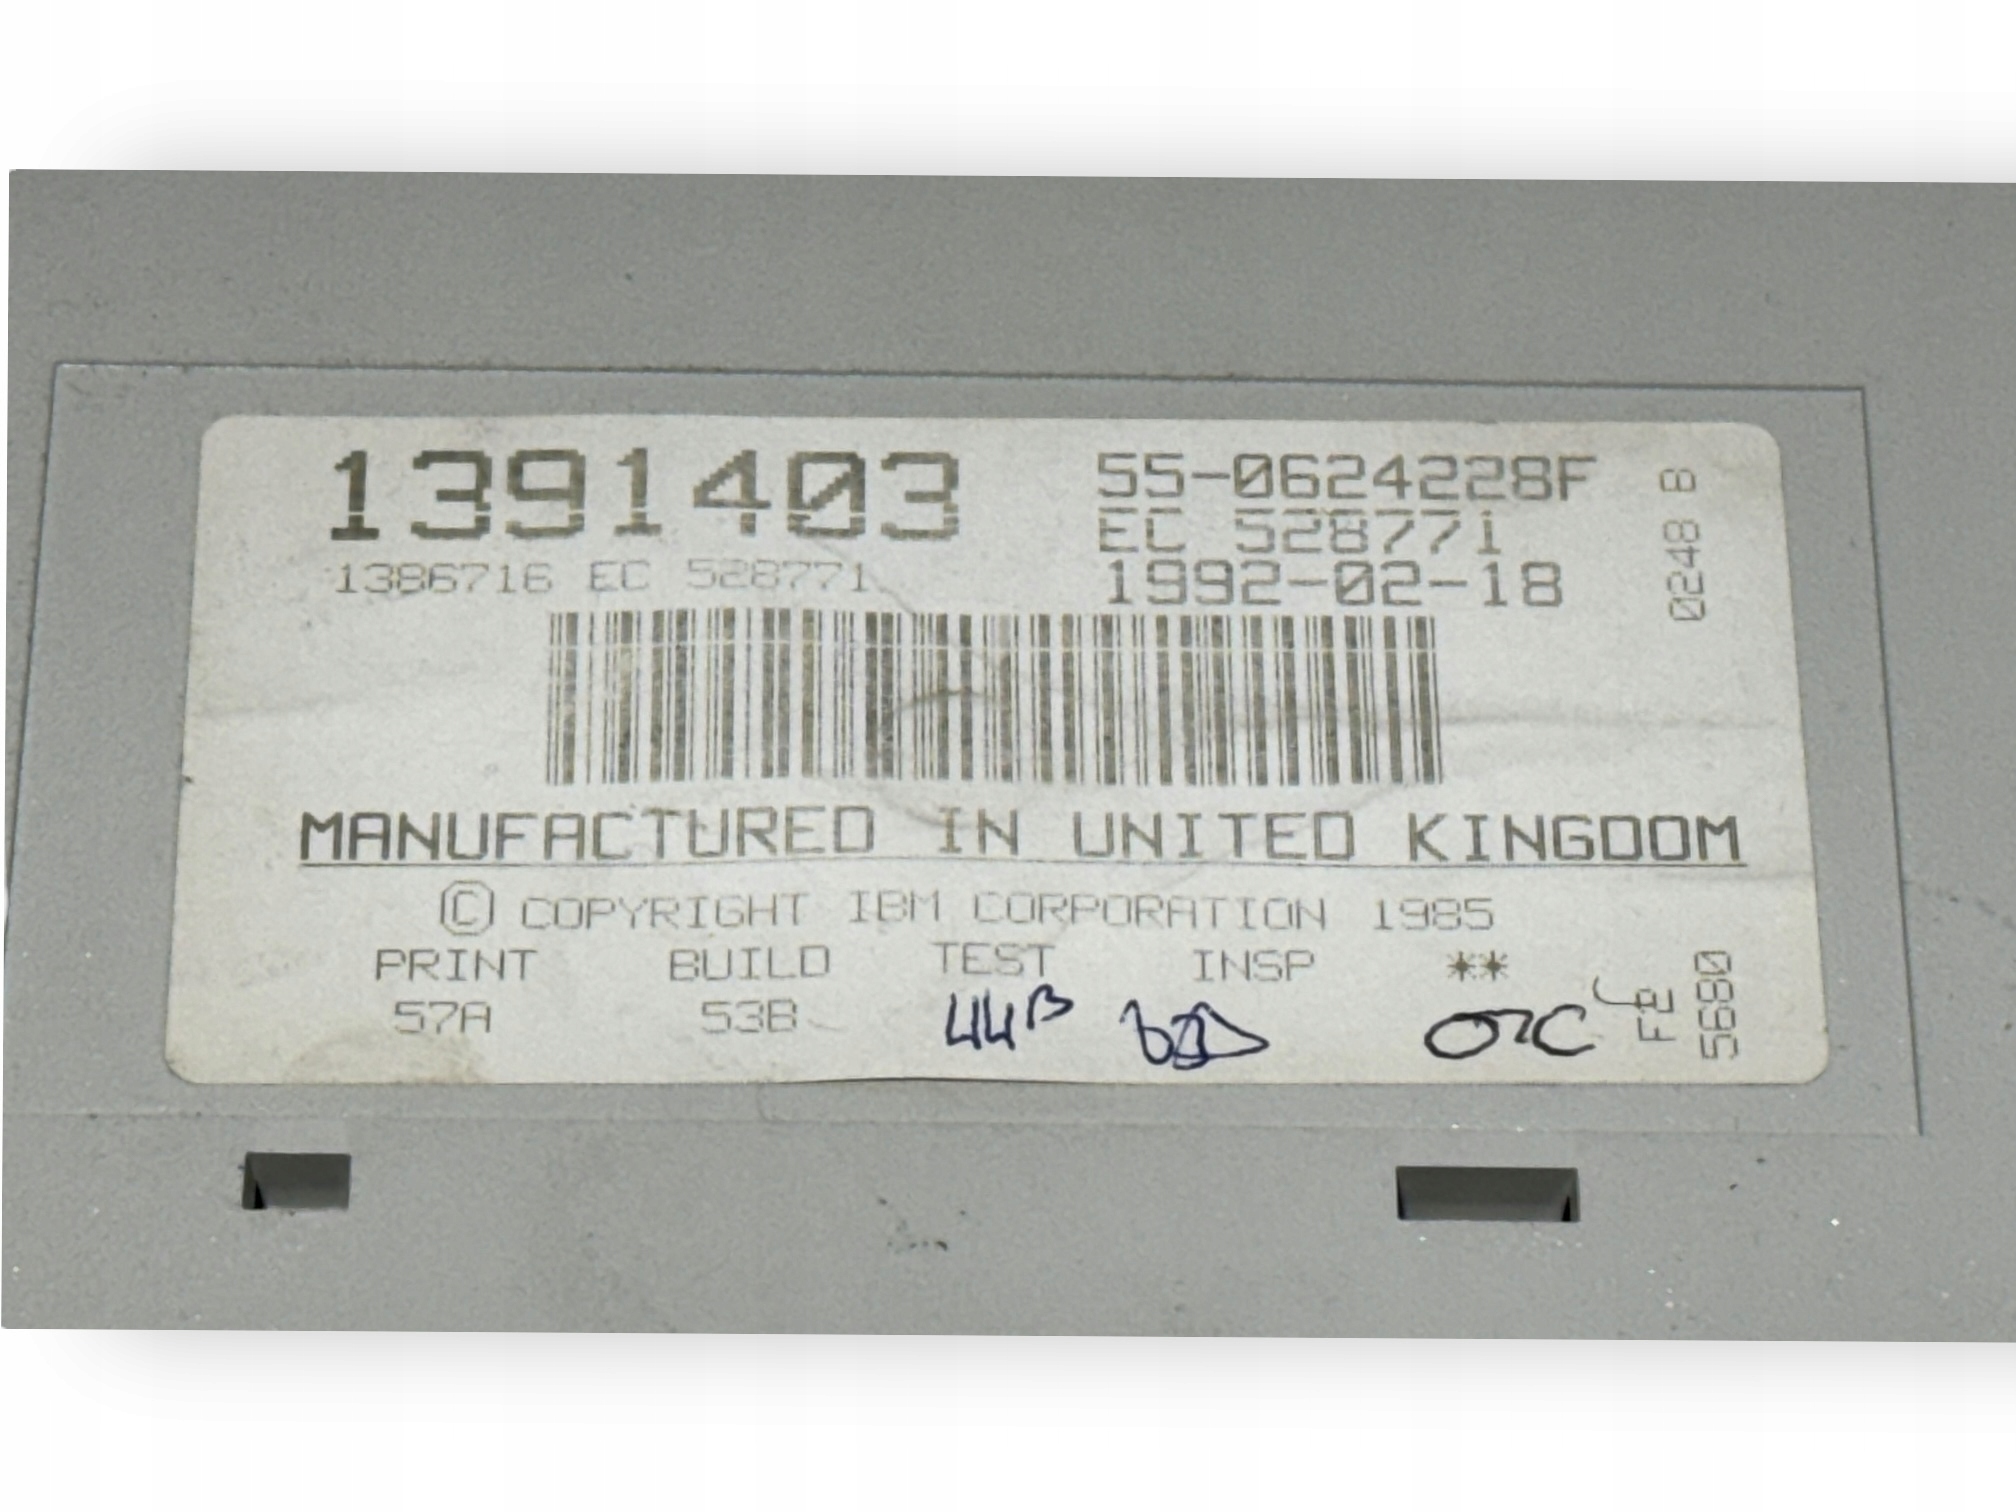 1391403
55-0624228F
EC 528771
1386716 EC 528771
1992-02-18
0248 B
MANUFACTURED IN UNITED KINGDOM
© COPYRIGHT IBM CORPORATION 1985
PRINT BUILD TEST INSP **
57A 53B 44B
5680